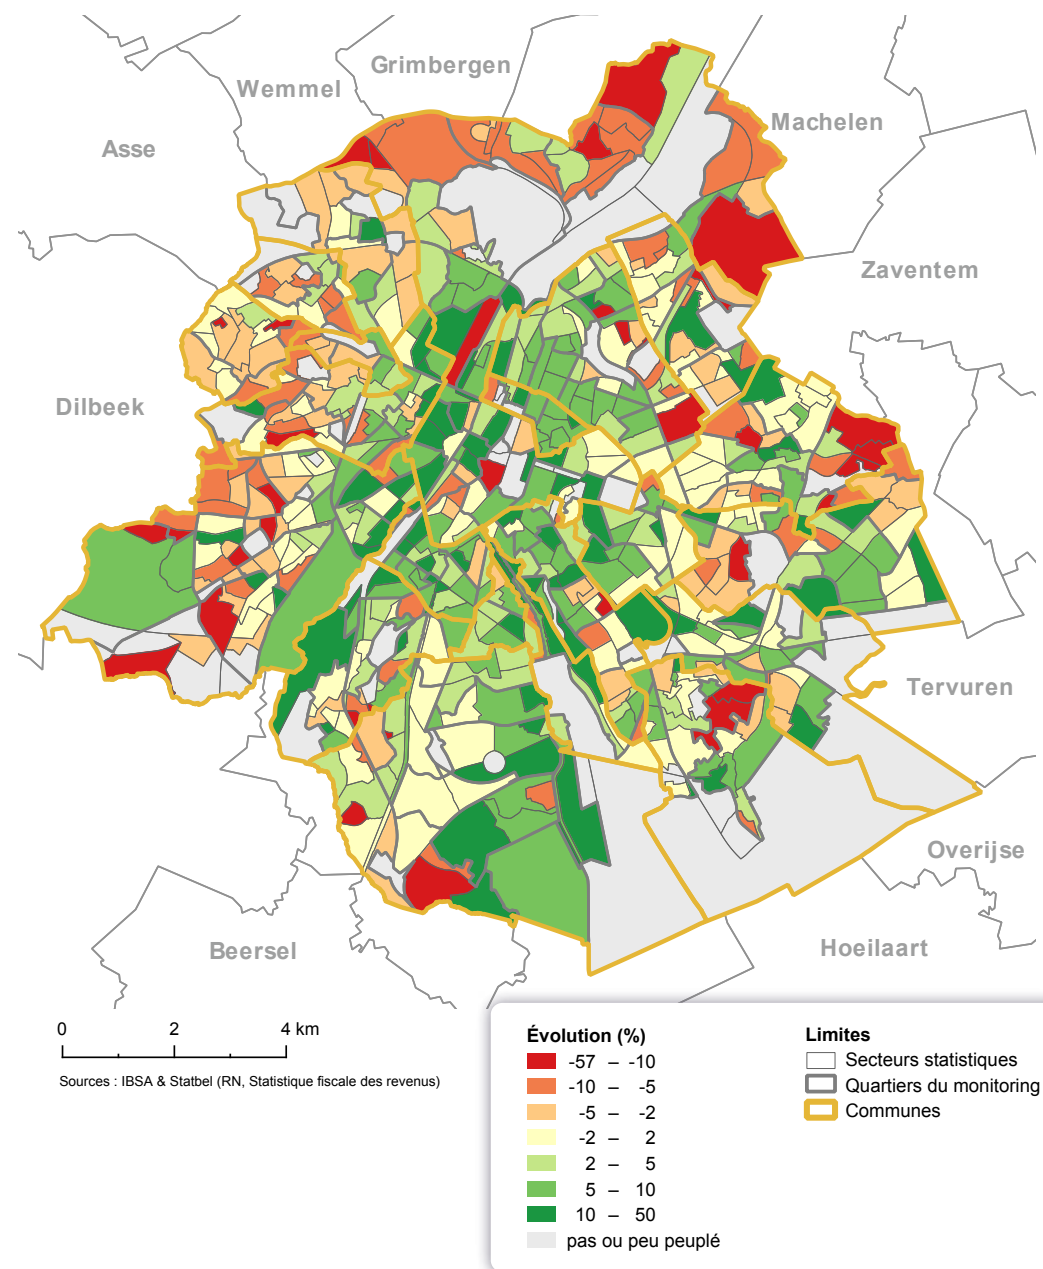 Grimbergen
Wemmel
Machelen
Asse
Zaventem
Dilbeek
Tervuren
Overijse
Hoeilaart
Beersel
0 2 4 km
Sources : IBSA & Statbel (RN, Statistique fiscale des revenus)
Évolution (%)
-57 – -10
-10 – -5
-5 – -2
-2 – 2
2 – 5
5 – 10
10 – 50
pas ou peu peuplé
Limites
Secteurs statistiques
Quartiers du monitoring
Communes